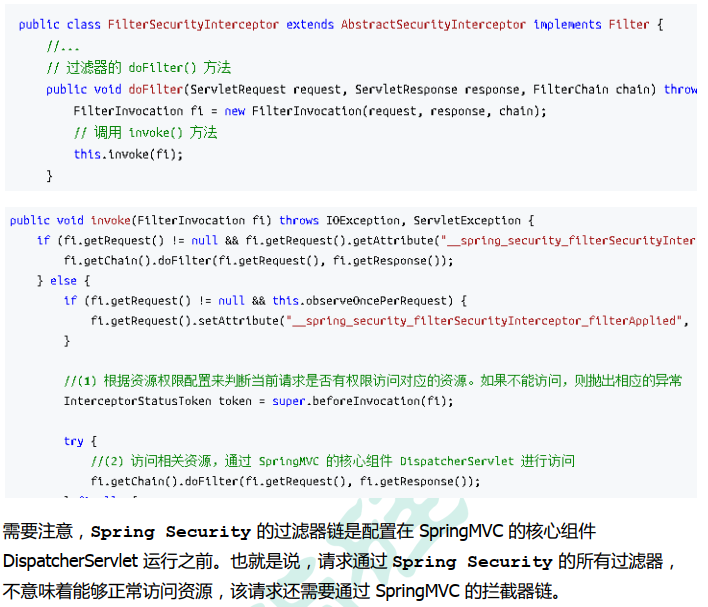 public class FilterSecurityInterceptor extends AbstractSecurityInterceptor implements Filter {
//...
// 过滤器的 doFilter() 方法
public void doFilter(ServletRequest request, ServletResponse response, FilterChain chain) throw
FilterInvocation fi = new FilterInvocation(request, response, chain);
// 调用 invoke() 方法
this.invoke(fi);
}
public void invoke(FilterInvocation fi) throws IOException, ServletException {
if (fi.getRequest() != null && fi.getRequest().getAttribute("__spring_security_filterSecurityInter
fi.getChain().doFilter(fi.getRequest(), fi.getResponse());
} else {
if (fi.getRequest() != null && this.observeOncePerRequest) {
fi.getRequest().setAttribute("__spring_security_filterSecurityInterceptor_filterApplied",
}
//(1) 根据资源权限配置来判断当前请求是否有权限访问对应的资源。如果不能访问，则抛出相应的异常
InterceptorStatusToken token = super.beforeInvocation(fi);
try {
//(2) 访问相关资源，通过 SpringMVC 的核心组件 DispatcherServlet 进行访问
fi.getChain().doFilter(fi.getRequest(), fi.getResponse());
需要注意，Spring Security 的过滤器链是配置在 SpringMVC 的核心组件
DispatcherServlet 运行之前。也就是说，请求通过 Spring Security 的所有过滤器，
不意味着能够正常访问资源，该请求还需要通过 SpringMVC 的拦截器链。